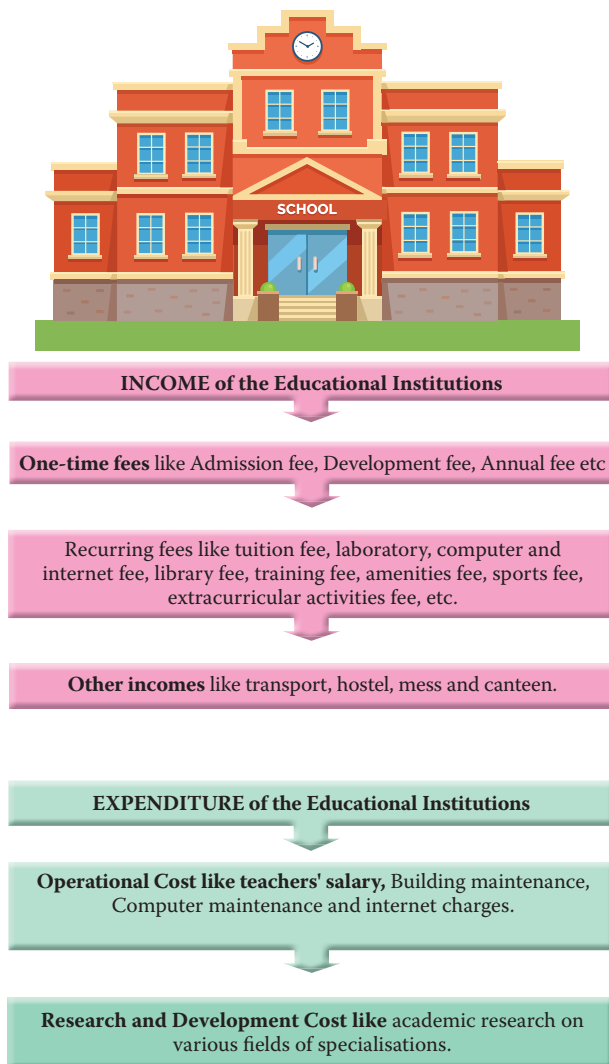 SCHOOL
INCOME of the Educational Institutions
One-time fees like Admission fee, Development fee, Annual fee etc
Recurring fees like tuition fee, laboratory, computer and
internet fee, library fee, training fee, amenities fee, sports fee,
extracurricular activities fee, etc.
Other incomes like transport, hostel, mess and canteen.
EXPENDITURE of the Educational Institutions
Operational Cost like teachers' salary, Building maintenance,
Computer maintenance and internet charges.
Research and Development Cost like academic research on
various fields of specialisations.